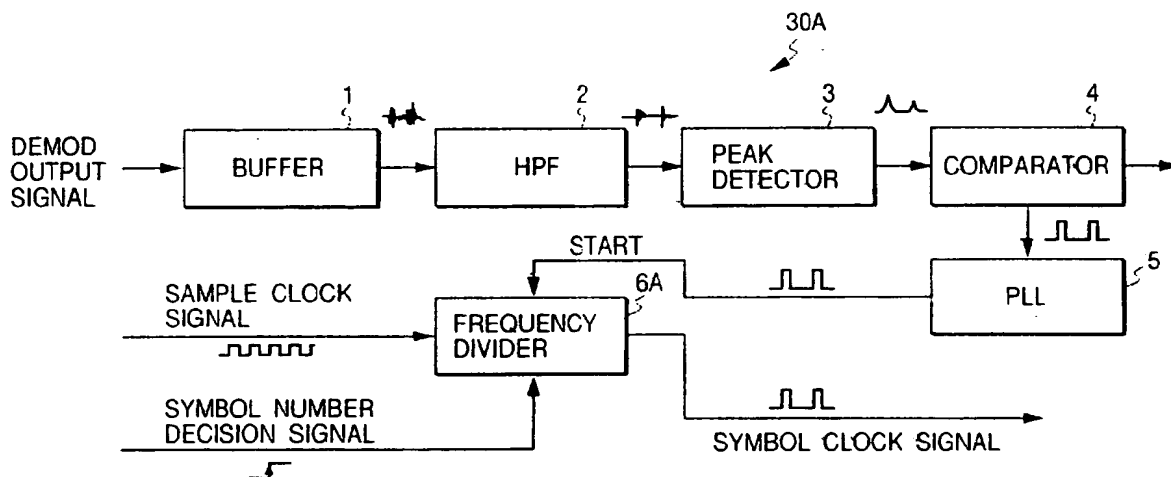 30A
1
2
3
4
DEMOD
OUTPUT
SIGNAL
BUFFER
HPF
PEAK
DETECTOR
COMPARATOR
START
6A
5
SAMPLE CLOCK
SIGNAL
FREQUENCY
DIVIDER
PLL
SYMBOL NUMBER
DECISION SIGNAL
SYMBOL CLOCK SIGNAL